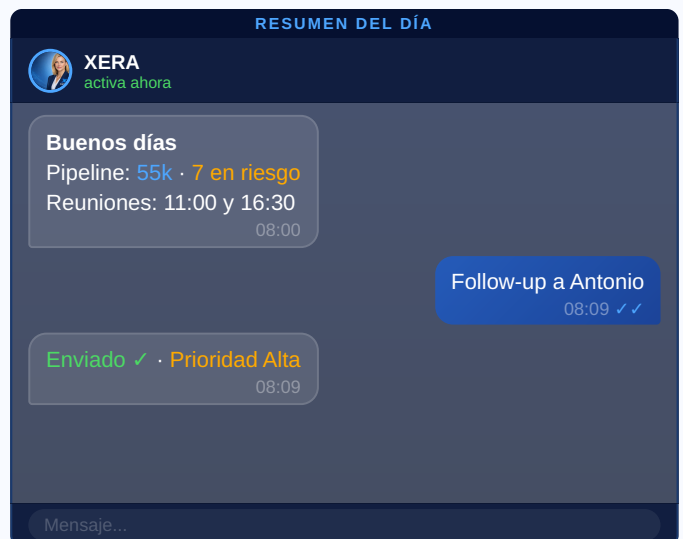 RESUMEN DEL DÍA
XERA
activa ahora
Buenos días
Pipeline: 55k · 7 en riesgo
Reuniones: 11:00 y 16:30
08:00
Follow-up a Antonio
08:09 ✓✓
Enviado ✓ · Prioridad Alta
08:09
Mensaje...